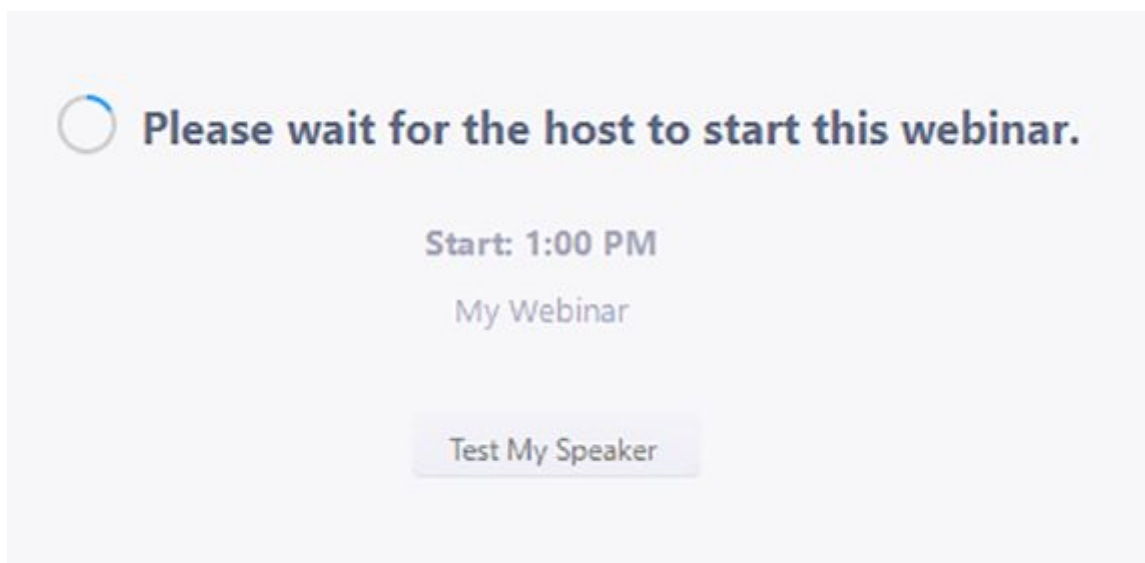 Please wait for the host to start this webinar.
Start: 1:00 PM
My Webinar
Test My Speaker